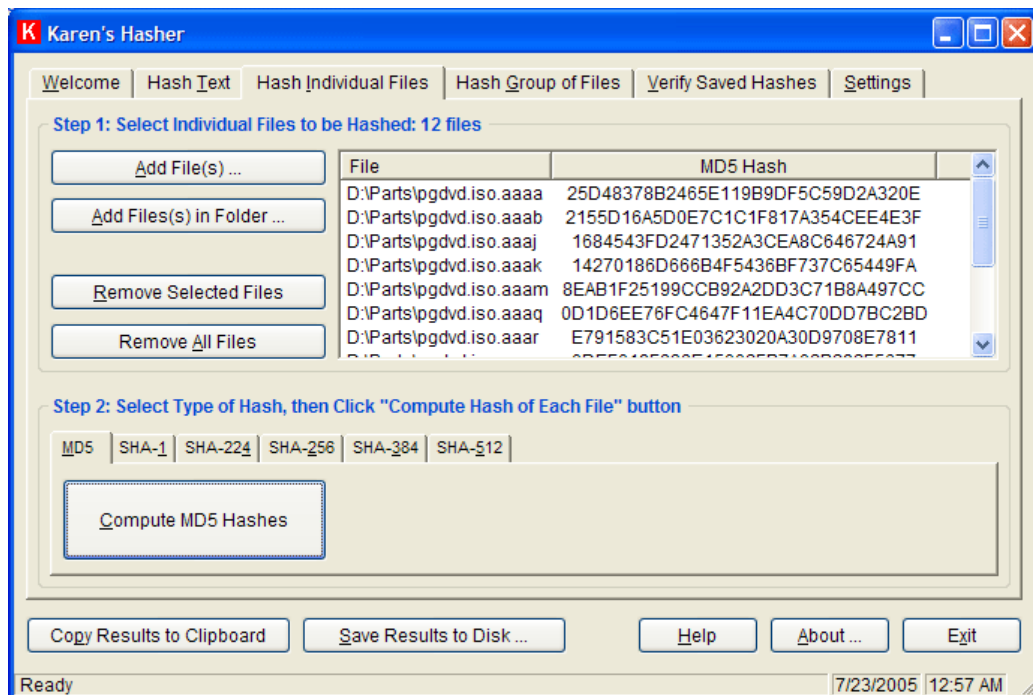 K Karen's Hasher
Welcome Hash Text Hash Individual Files Hash Group of Files Verify Saved Hashes Settings
Step 1: Select Individual Files to be Hashed: 12 files
Add File(s) ...
Add Files(s) in Folder ...
Remove Selected Files
Remove All Files
File MD5 Hash
D:\Parts\pgdvd.iso.aaaa 25D48378B2465E119B9DF5C59D2A320E
D:\Parts\pgdvd.iso.aaab 2155D16A5D0E7C1C1F817A354CEE4E3F
D:\Parts\pgdvd.iso.aaaj 1684543FD2471352A3CEA8C646724A91
D:\Parts\pgdvd.iso.aaak 14270186D666B4F5436BF737C65449FA
D:\Parts\pgdvd.iso.aaam 8EAB1F25199CCB92A2DD3C71B8A497CC
D:\Parts\pgdvd.iso.aaaq 0D1D6EE76FC4647F11EA4C70DD7BC2BD
D:\Parts\pgdvd.iso.aaar E791583C51E03623020A30D9708E7811
Step 2: Select Type of Hash, then Click "Compute Hash of Each File" button
MD5 SHA-1 SHA-224 SHA-256 SHA-384 SHA-512
Compute MD5 Hashes
Copy Results to Clipboard
Save Results to Disk ...
Help
About ...
Exit
Ready 7/23/2005 12:57 AM